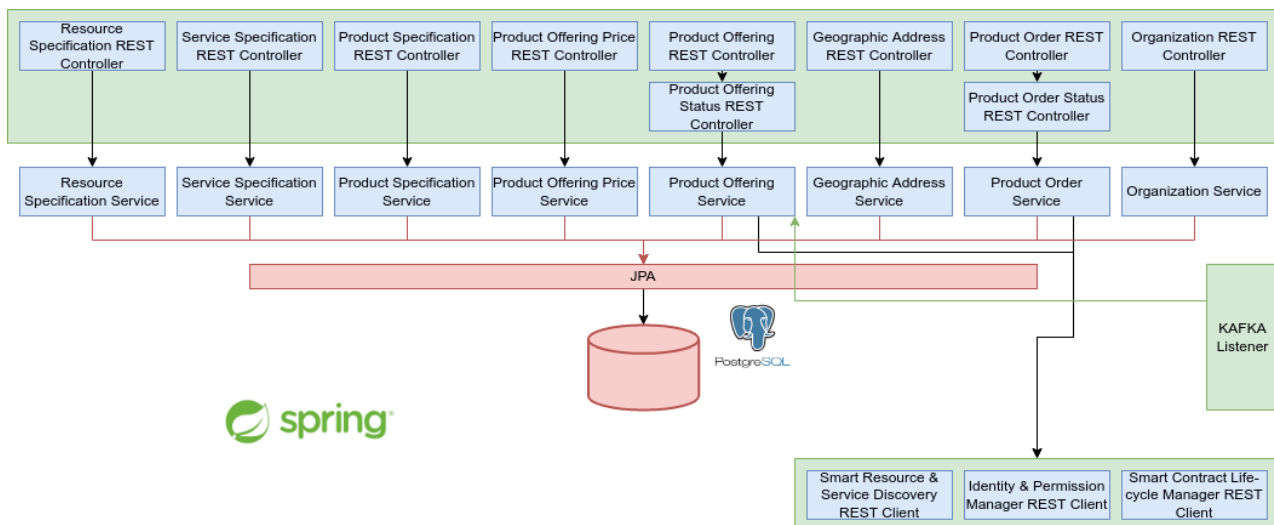 Resource
Specification REST
Controller
Service Specification
REST Controller
Product Specification
REST Controller
Product Offering Price
REST Controller
Product Offering
REST Controller
Geographic Address
REST Controller
Product Order REST
Controller
Organization REST
Controller
Product Offering
Status REST
Controller
Product Order Status
REST Controller
Resource
Specification Service
Service Specification
Service
Product Specification
Service
Product Offering Price
Service
Product Offering
Service
Geographic Address
Service
Product Order
Service
Organization Service
JPA
PostgreSQL
KAFKA
Listener
spring
Smart Resource &
Service Discovery
REST Client
Identity & Permission
Manager REST Client
Smart Contract Life-
cycle Manager REST
Client